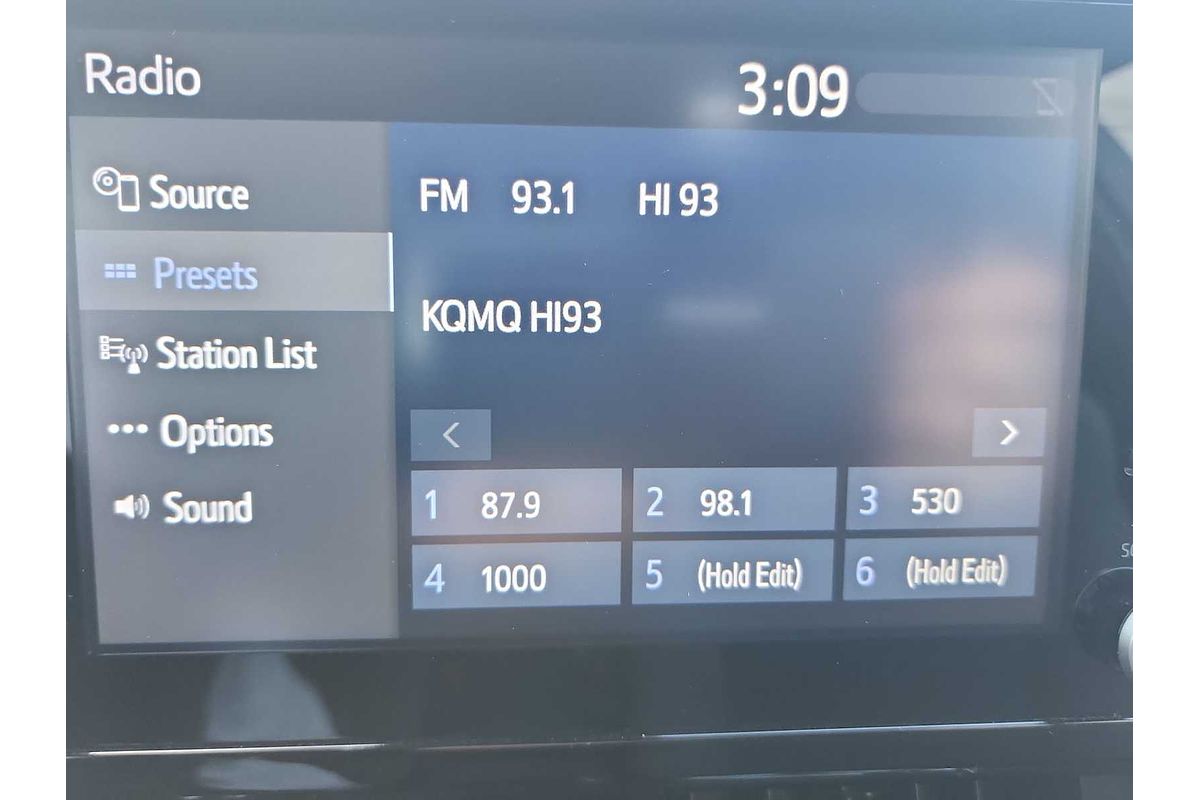 Radio
3:09
Source
Presets
Station List
Options
Sound
FM 93.1 HI 93
KQMQ HI93
< >
1 87.9 2 98.1 3 530
4 1000 5 (Hold Edit) 6 (Hold Edit)